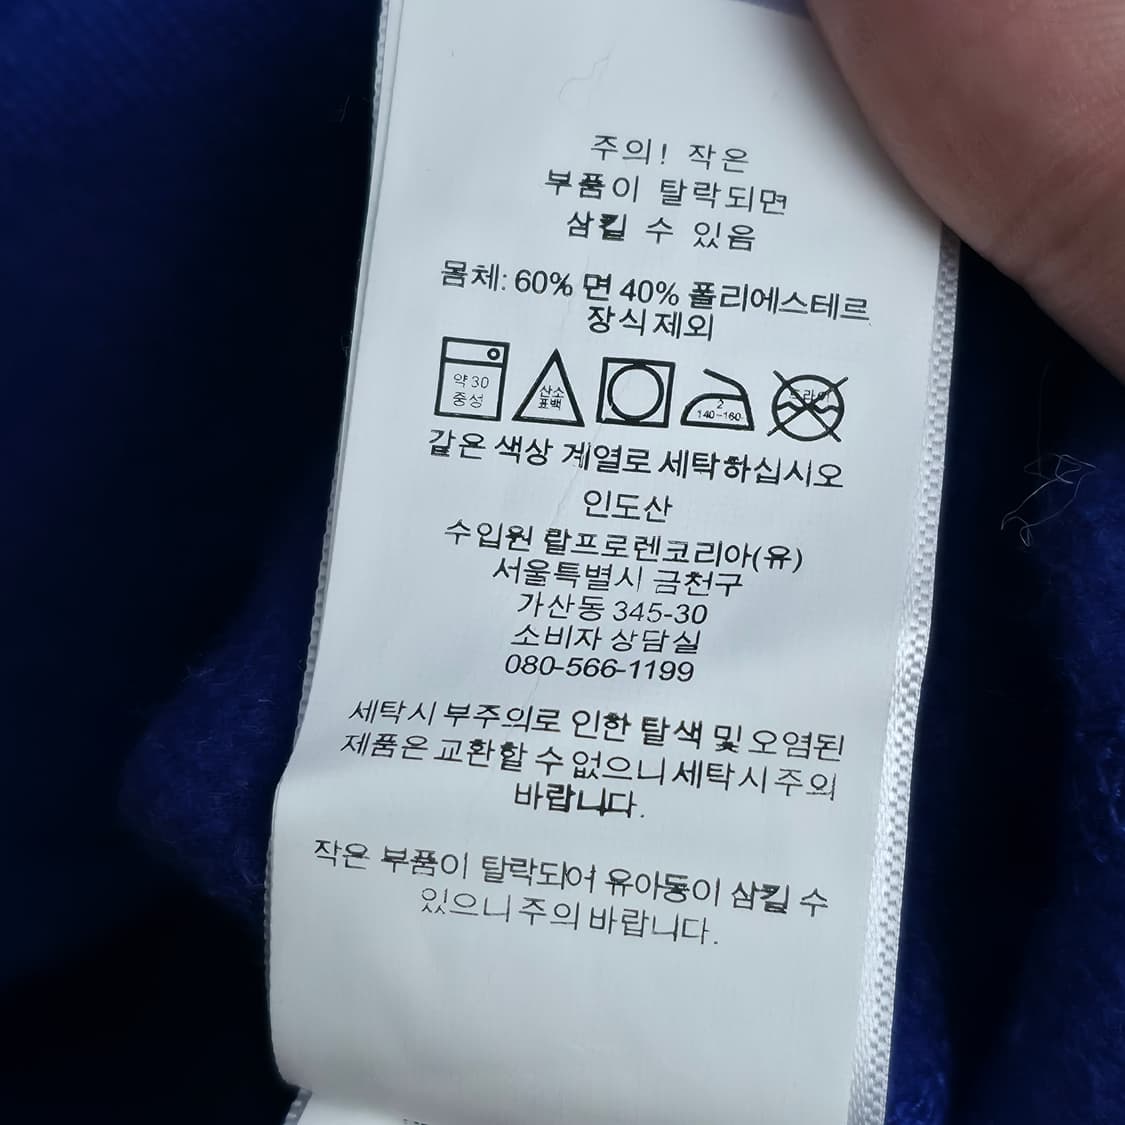 주의! 작은
부품이 탈락되면
삼킬 수 있음
몸체: 60% 면 40% 폴리에스테르
장식제외
약 30
중성
산소
표백
2
140-160
드라이
같은 색상 계열로 세탁하십시오
인도산
수입원 랄프로렌코리아(유)
서울특별시 금천구
가산동 345-30
소비자 상담실
080-566-1199
세탁시 부주의로 인한 탈색 및 오염된
제품은 교환할 수 없으니 세탁시 주의
바랍니다.
작은 부품이 탈락되어 유아동이 삼킬 수
있으니 주의 바랍니다.